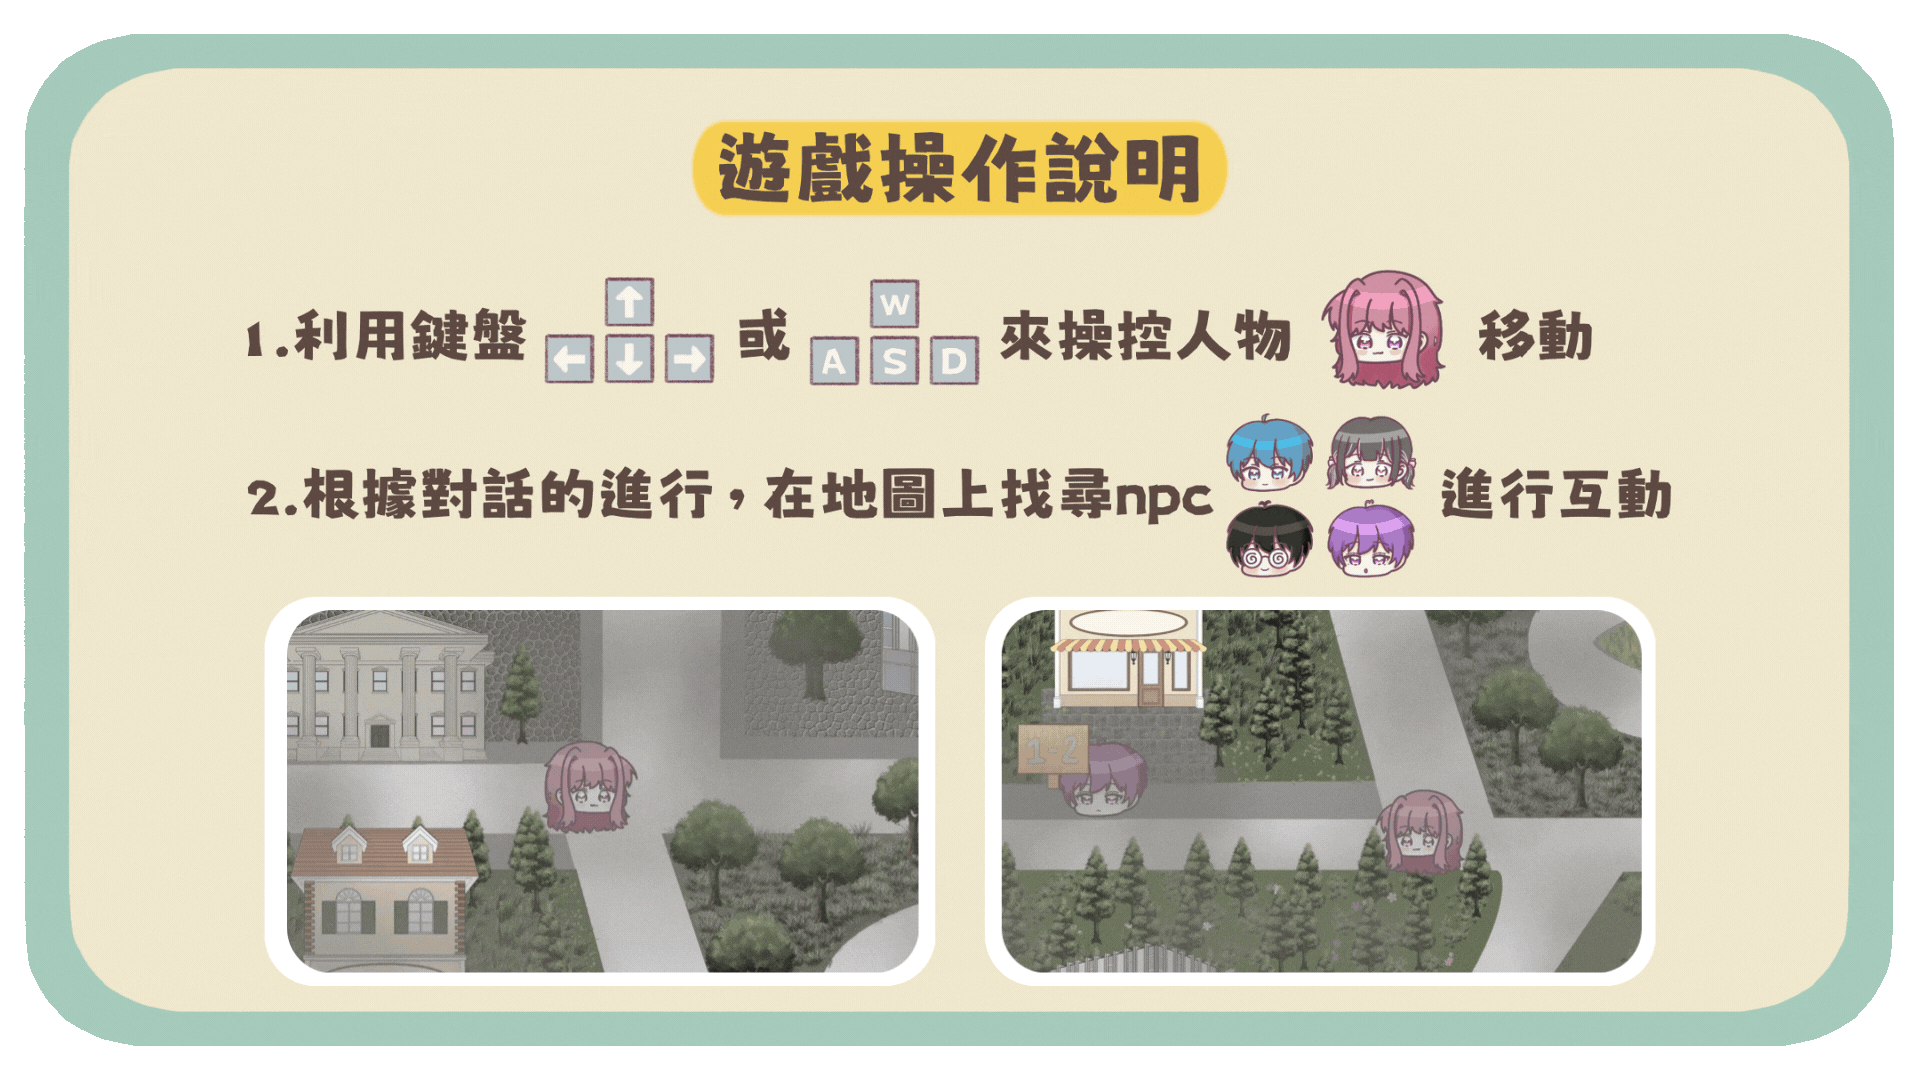 遊戲操作說明
1.利用鍵盤 ↑ ← ↓ → 或 W A S D 來操控人物 移動
2.根據對話的進行，在地圖上找尋npc 進行互動
1-2